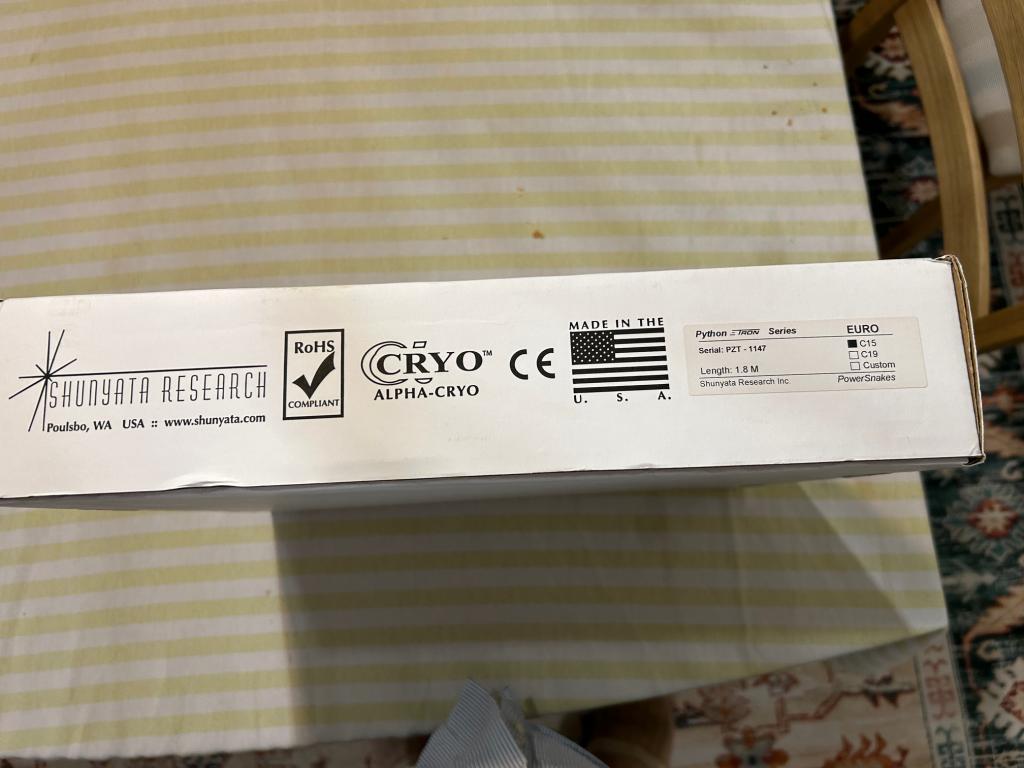 SHUNYATA RESEARCH
Poulsbo, WA USA :: www.shunyata.com
RoHS
COMPLIANT
CRYO™
ALPHA-CRYO
CE
MADE IN THE
U. S. A.
Python ΞTRON Series
Serial: PZT - 1147
Length: 1.8 M
Shunyata Research Inc.
EURO
■ C15
□ C19
□ Custom
PowerSnakes